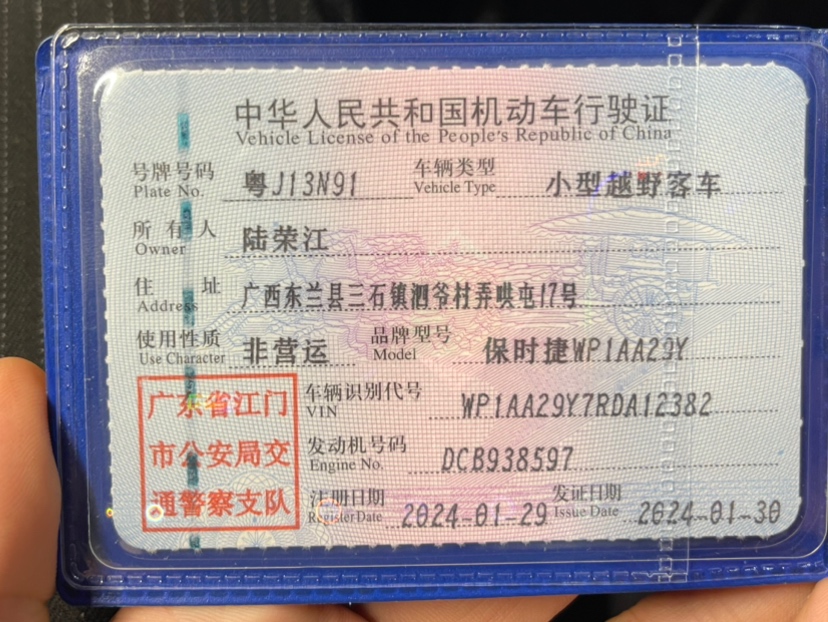 中华人民共和国机动车行驶证
Vehicle License of the People's Republic of China
号牌号码 粤J13N91 车辆类型 小型越野客车
Plate No. Vehicle Type
所有人 陆荣江
Owner
住址 广西东兰县三石镇泗爷村弄哄屯17号
Address
使用性质 非营运 品牌型号 保时捷WP1AA29Y
Use Character Model
广东省江门
市公安局交
通警察支队
车辆识别代号 WP1AA29Y7RDA12382
VIN
发动机号码 DCB938597
Engine No.
注册日期 2024-01-29 发证日期 2024-01-30
Register Date Issue Date